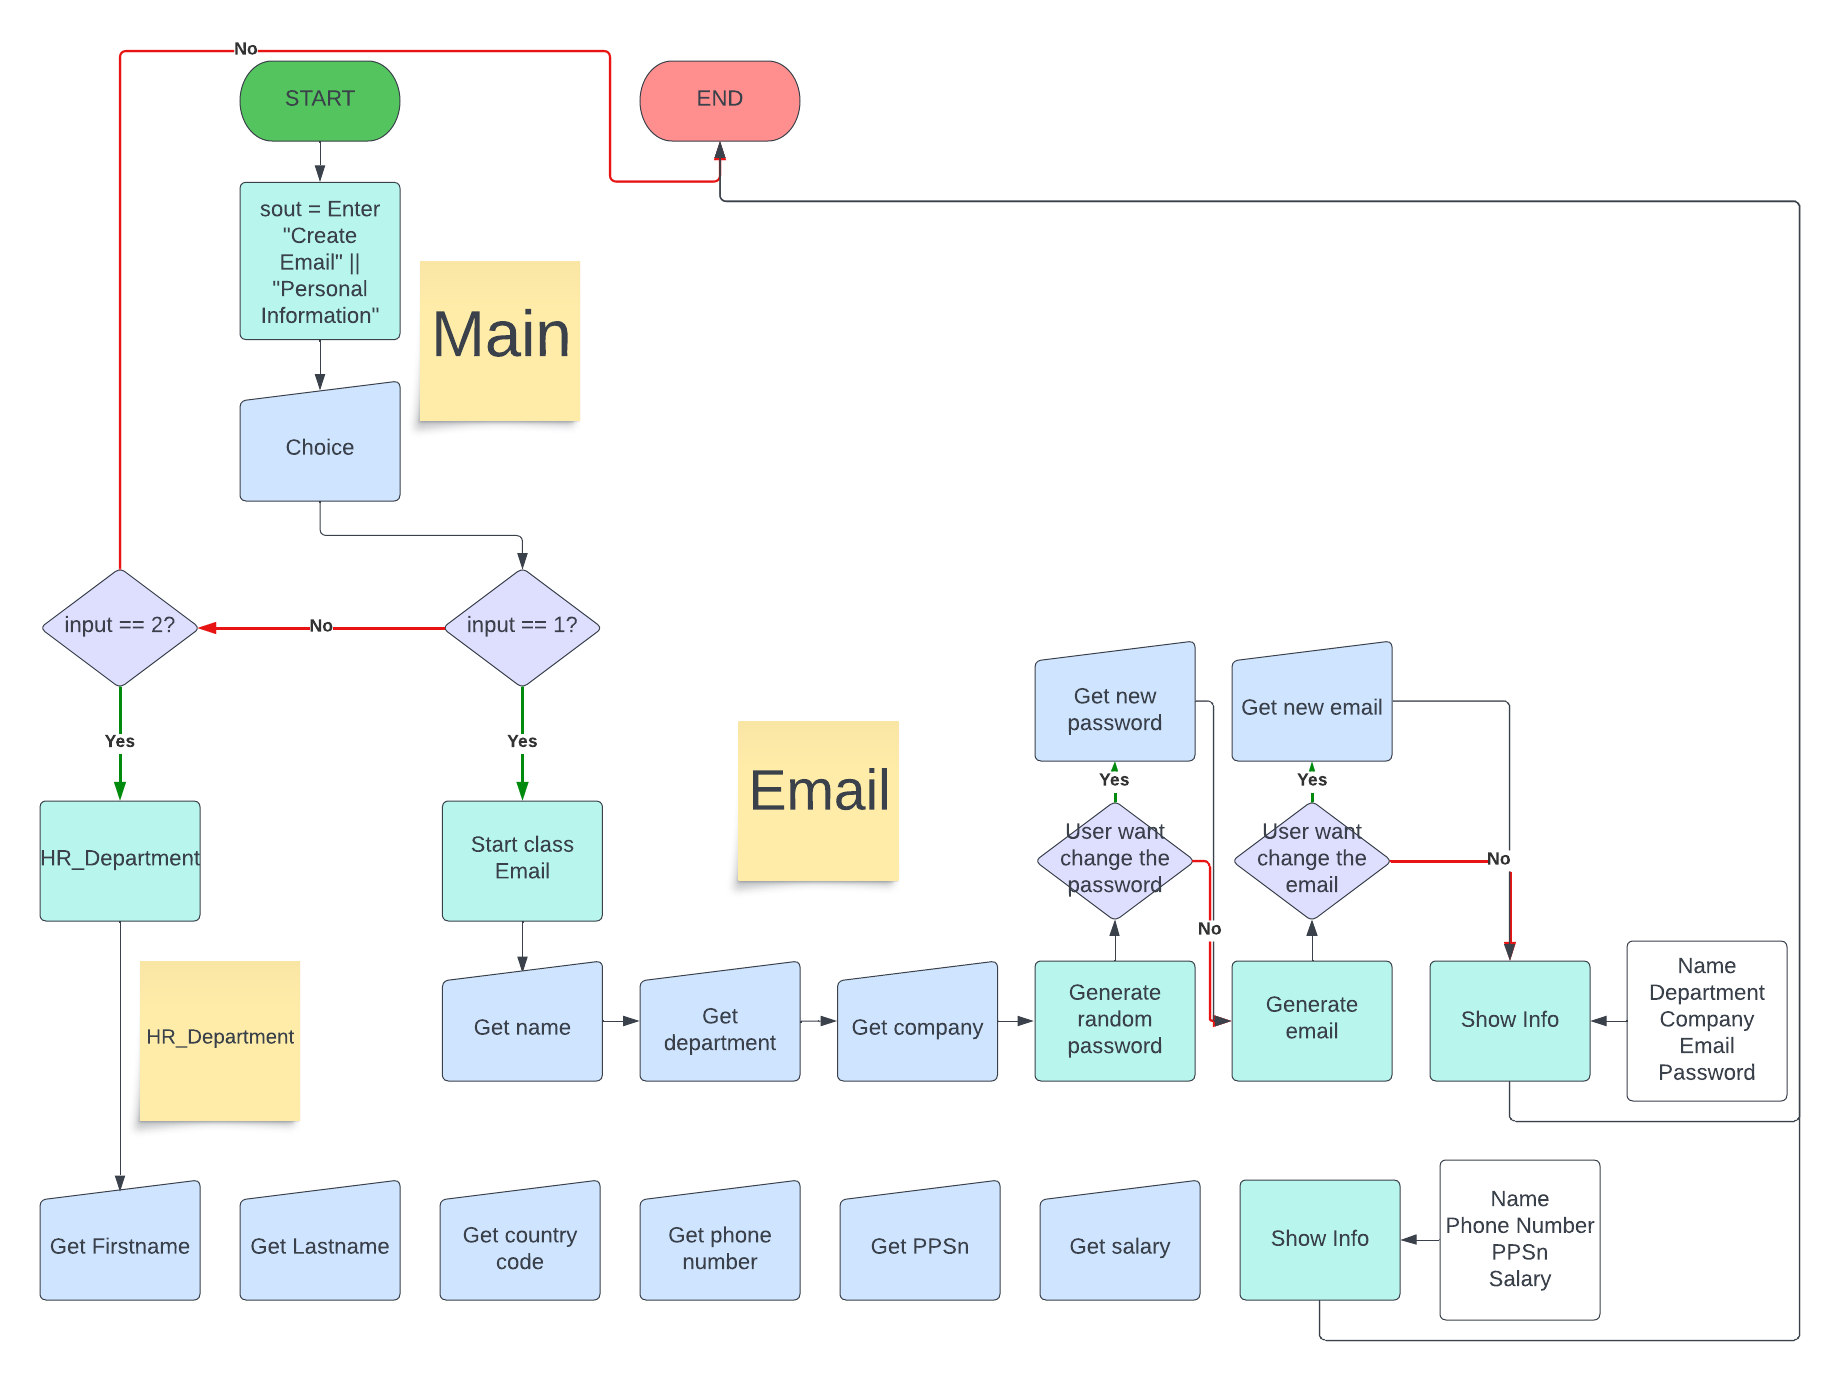 No
START
END
sout = Enter
"Create
Email" ||
"Personal
Information"
Main
Choice
input == 2?
No
input == 1?
Yes
Yes
HR_Department
Start class
Email
Email
Get new
password
Get new email
Yes
Yes
User want
change the
password
User want
change the
email
No
No
HR_Department
Get name
Get
department
Get company
Generate
random
password
Generate
email
Show Info
Name
Department
Company
Email
Password
Get Firstname
Get Lastname
Get country
code
Get phone
number
Get PPSn
Get salary
Show Info
Name
Phone Number
PPSn
Salary